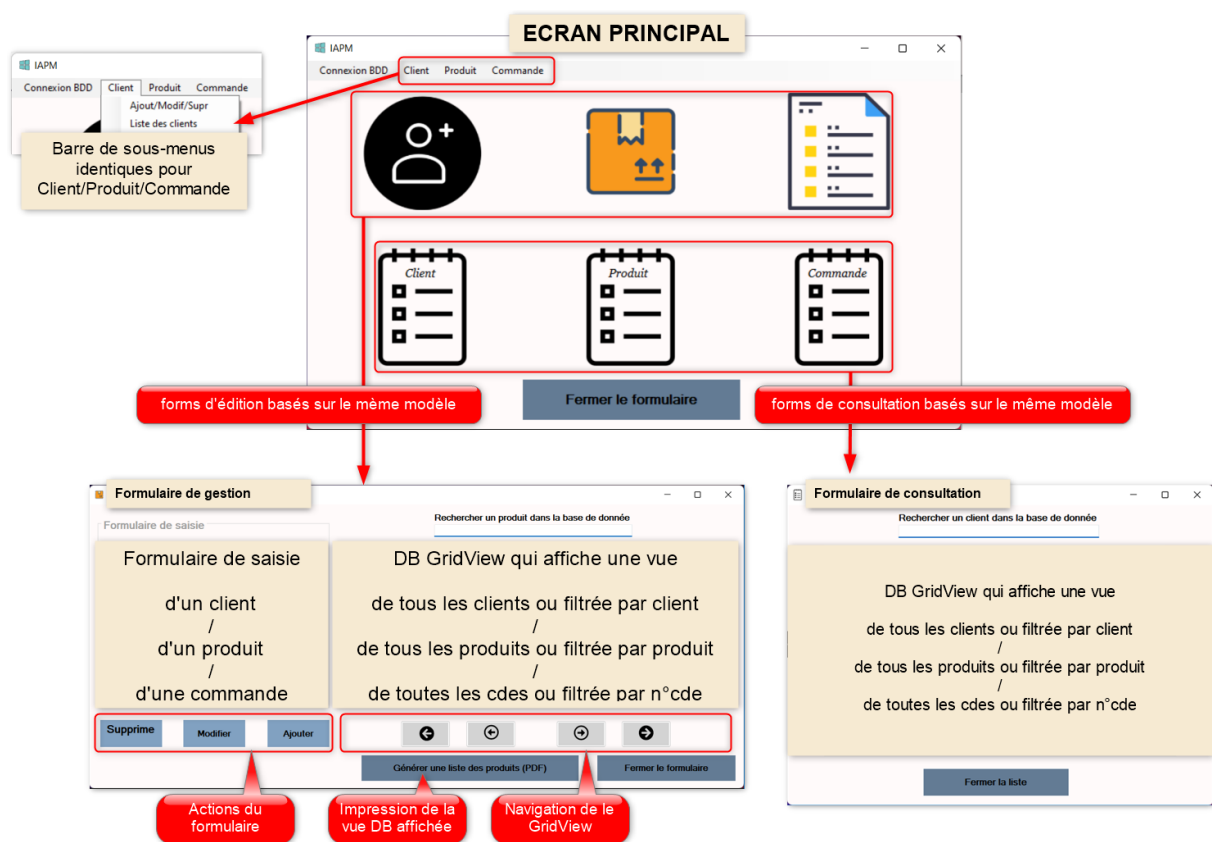 ECRAN PRINCIPAL
IAPM
Connexion BDD Client Produit Commande
IAPM
Connexion BDD Client Produit Commande
Ajout/Modif/Supr
Liste des clients
Barre de sous-menus
identiques pour
Client/Produit/Commande
Client
Produit
Commande
forms d'édition basés sur le mème modèle
Fermer le formulaire
forms de consultation basés sur le même modèle
Formulaire de gestion
Formulaire de saisie
Rechercher un produit dans la base de donnée
Formulaire de saisie
d'un client
/
d'un produit
/
d'une commande
DB GridView qui affiche une vue
de tous les clients ou filtrée par client
/
de tous les produits ou filtrée par produit
/
de toutes les cdes ou filtrée par n°cde
Supprime
Modifier
Ajouter
Générer une liste des produits (PDF)
Fermer le formulaire
Actions du
formulaire
Impression de la
vue DB affichée
Navigation de le
GridView
Formulaire de consultation
Rechercher un client dans la base de donnée
DB GridView qui affiche une vue
de tous les clients ou filtrée par client
/
de tous les produits ou filtrée par produit
/
de toutes les cdes ou filtrée par n°cde
Fermer la liste